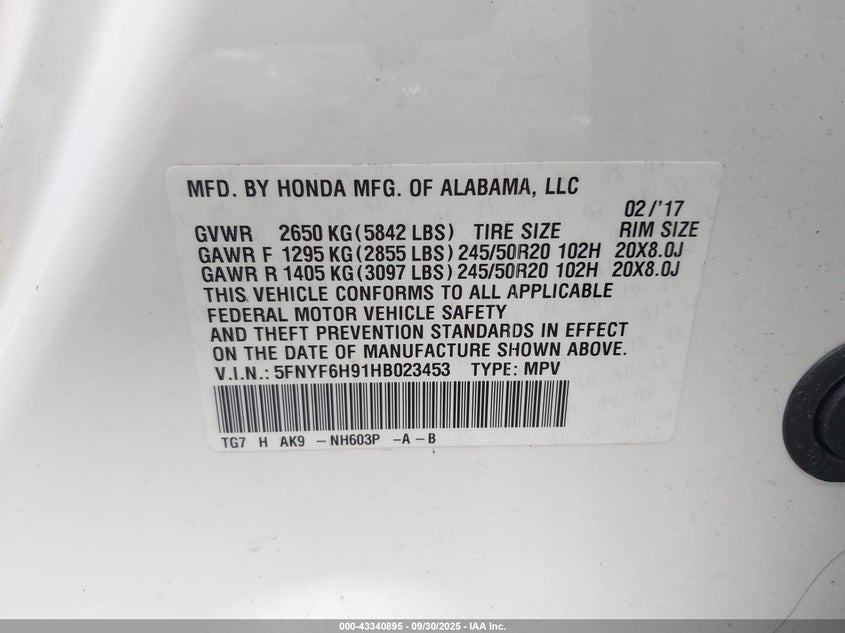 MFD. BY HONDA MFG. OF ALABAMA, LLC
02/'17
GVWR 2650 KG(5842 LBS) TIRE SIZE RIM SIZE
GAWR F 1295 KG(2855 LBS)245/50R20 102H 20X8.0J
GAWR R 1405 KG(3097 LBS)245/50R20 102H 20X8.0J
THIS VEHICLE CONFORMS TO ALL APPLICABLE
FEDERAL MOTOR VEHICLE SAFETY
AND THEFT PREVENTION STANDARDS IN EFFECT
ON THE DATE OF MANUFACTURE SHOWN ABOVE.
V.I.N.: 5FNYF6H91HB023453 TYPE: MPV
TG7 H AK9 -NH603P -A-B
000-43340895 - 09/30/2025 - IAA Inc.